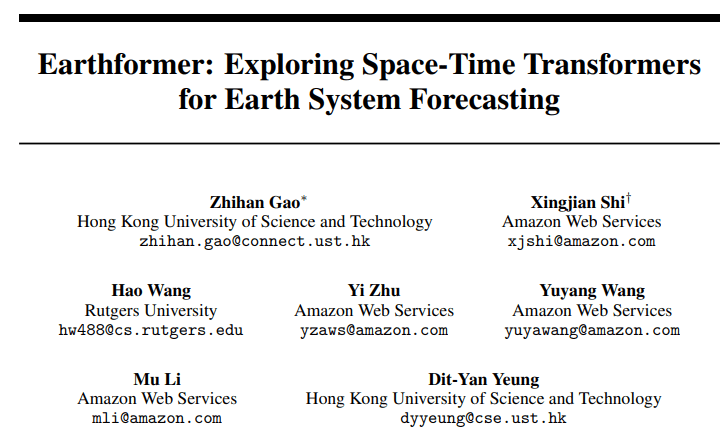 Earthformer: Exploring Space-Time Transformers
for Earth System Forecasting
Zhihan Gao*
Hong Kong University of Science and Technology
zhihan.gao@connect.ust.hk
Xingjian Shi†
Amazon Web Services
xjshi@amazon.com
Hao Wang
Rutgers University
hw488@cs.rutgers.edu
Yi Zhu
Amazon Web Services
yzaws@amazon.com
Yuyang Wang
Amazon Web Services
yuyawang@amazon.com
Mu Li
Amazon Web Services
mli@amazon.com
Dit-Yan Yeung
Hong Kong University of Science and Technology
dyyeung@cse.ust.hk